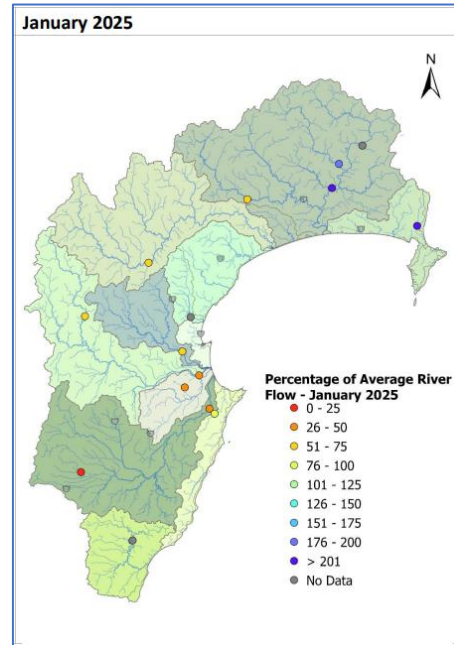 January 2025
N
Percentage of Average River
Flow - January 2025
0 - 25
26 - 50
51 - 75
76 - 100
101 - 125
126 - 150
151 - 175
176 - 200
> 201
No Data